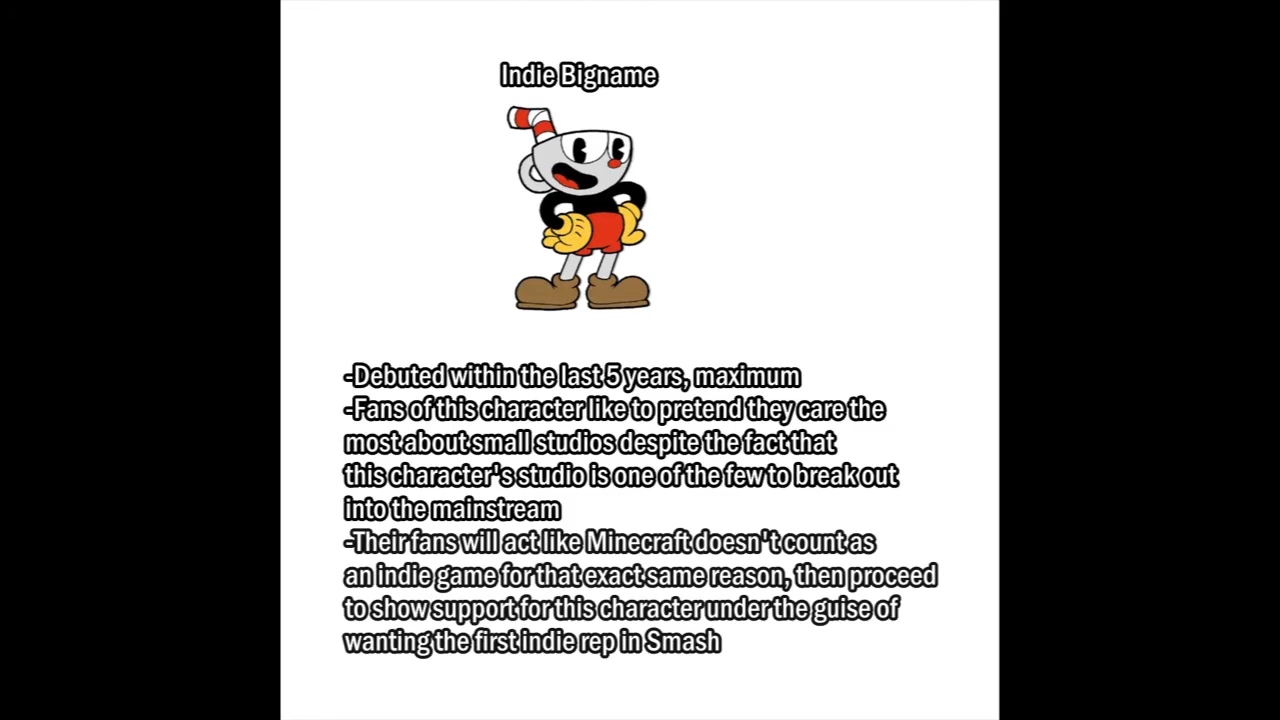 Indie Bigname
-Debuted within the last 5 years, maximum
-Fans of this character like to pretend they care the
most about small studios despite the fact that
this character's studio is one of the few to break out
into the mainstream
-Their fans will act like Minecraft doesn't count as
an indie game for that exact same reason, then proceed
to show support for this character under the guise of
wanting the first indie rep in Smash